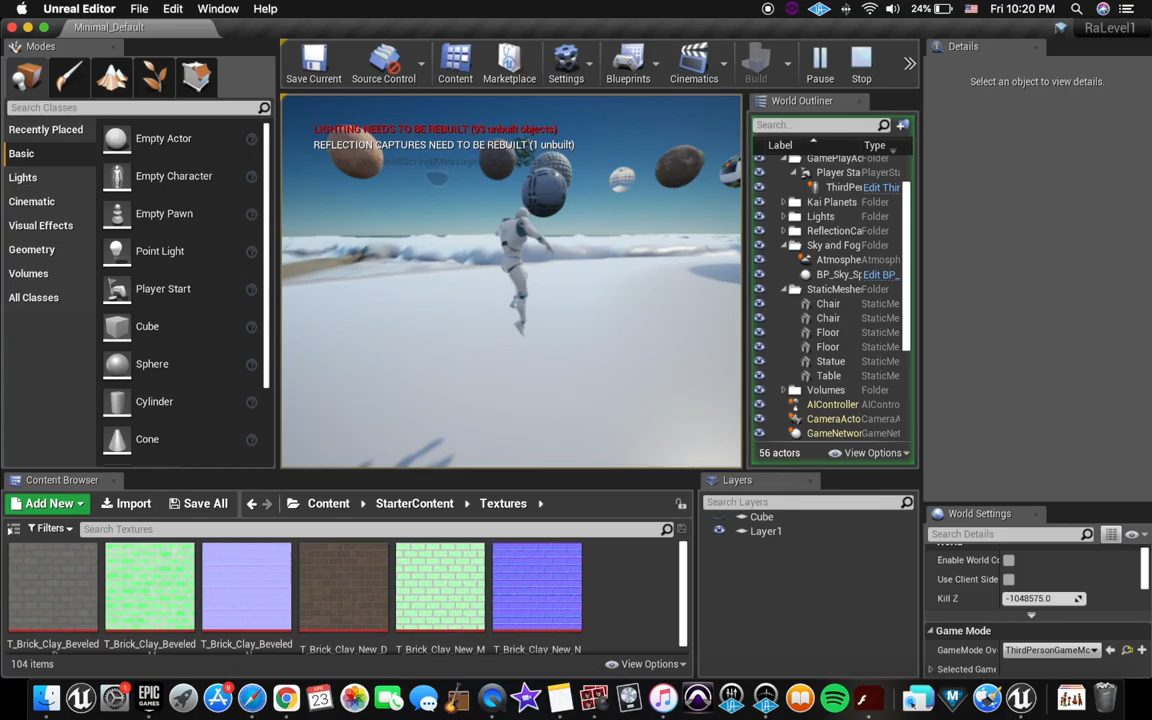 Unreal Editor File Edit Window Help 24% Fri 10:20 PM
Minimal_Default RaLevel1
Modes
Search Classes
Recently Placed
Basic
Lights
Cinematic
Visual Effects
Geometry
Volumes
All Classes
Empty Actor
Empty Character
Empty Pawn
Point Light
Player Start
Cube
Sphere
Cylinder
Cone
Save Current Source Control Content Marketplace Settings Blueprints Cinematics Build Pause Stop
LIGHTING NEEDS TO BE REBUILT (93 unbuilt objects)
REFLECTION CAPTURES NEED TO BE REBUILT (1 unbuilt)
World Outliner
Search...
Label Type
GamePlayAc Folder
Player Sta PlayerSta
ThirdPe Edit Thir
Kai Planets Folder
Lights Folder
ReflectionCa Folder
Sky and Fog Folder
Atmosphe Atmosph
BP_Sky_Sp Edit BP_
StaticMeshe Folder
Chair StaticMe
Chair StaticMe
Floor StaticMe
Floor StaticMe
Statue StaticMe
Table StaticMe
Volumes Folder
AIController AIContro
CameraActo CameraA
GameNetwor GameNet
56 actors View Options
Details
Select an object to view details.
Content Browser
Add New Import Save All Content StarterContent Textures
Filters Search Textures
T_Brick_Clay_Beveled T_Brick_Clay_Beveled T_Brick_Clay_Beveled T_Brick_Clay_New_D T_Brick_Clay_New_M T_Brick_Clay_New_N
104 items View Options
Layers
Search Layers
Cube
Layer1
World Settings
Search Details
Enable World Co
Use Client Side
Kill Z -1048575.0
Game Mode
GameMode Ov ThirdPersonGameMc
Selected Game
APR
23
EPIC
GAMES